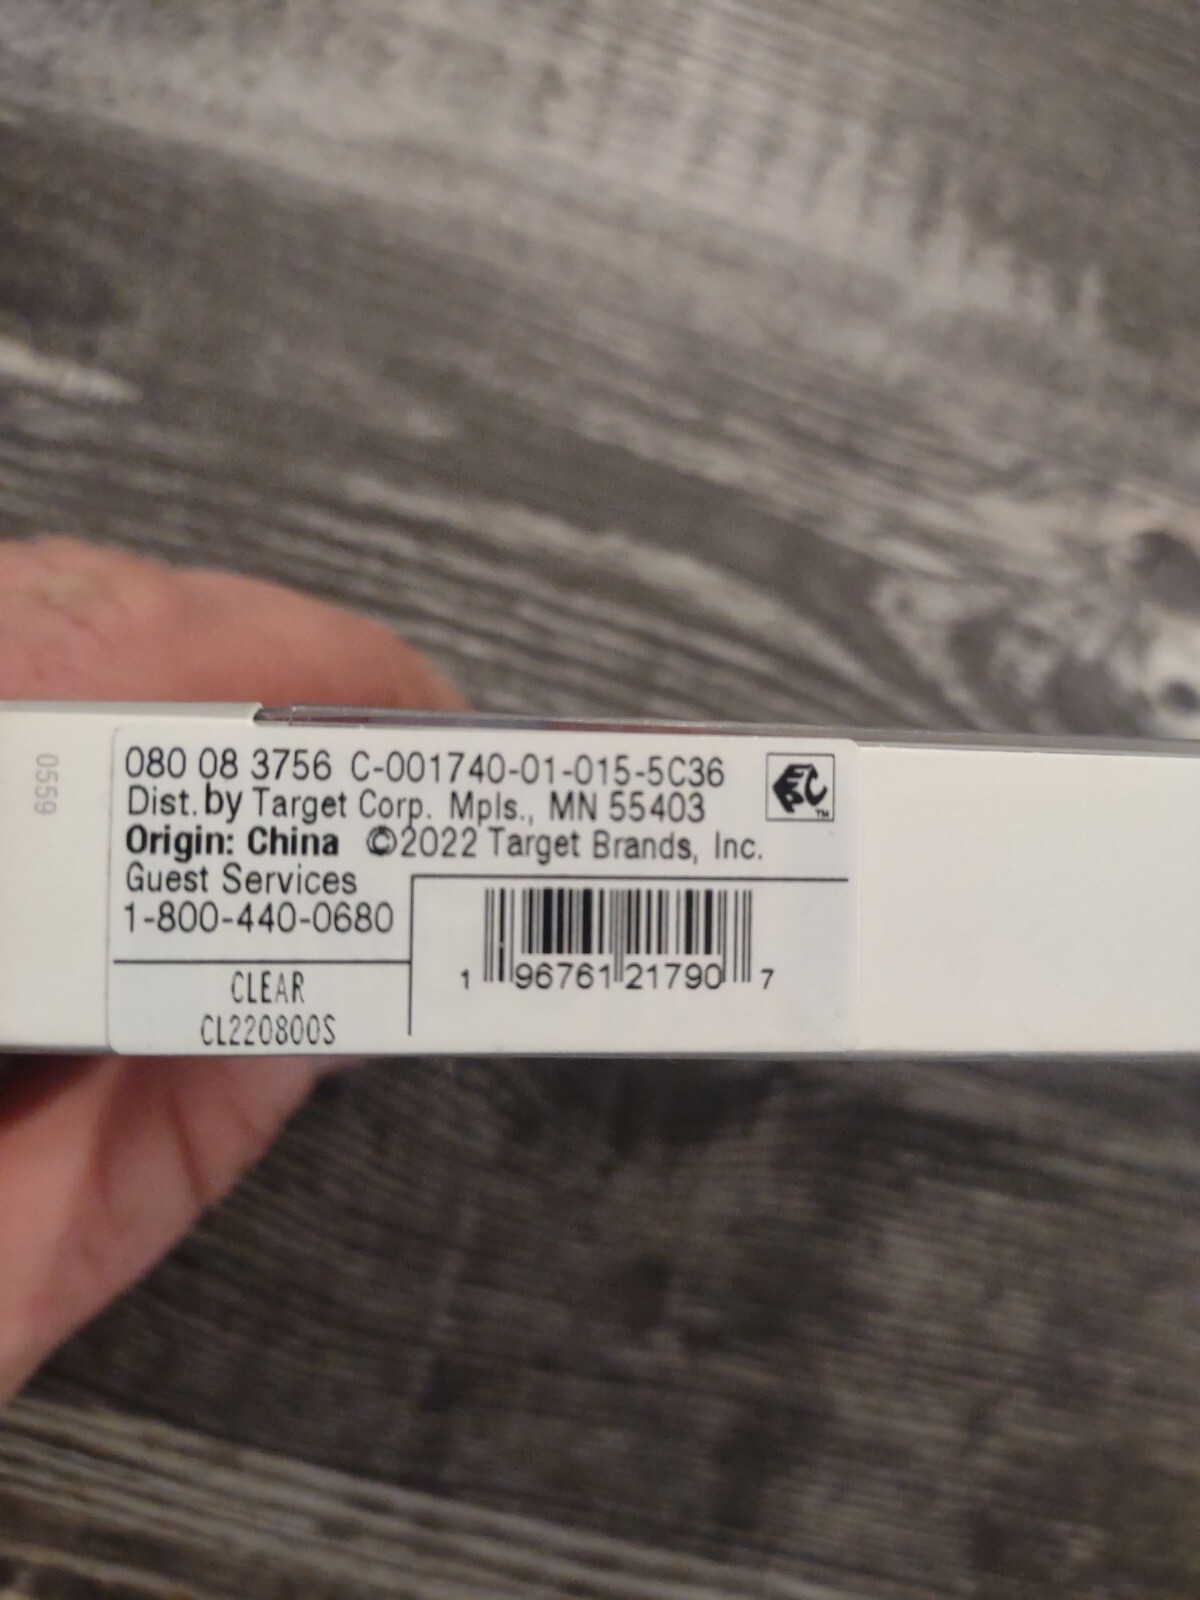 080 08 3756 C-001740-01-015-5C36
Dist. by Target Corp. Mpls., MN 55403
Origin: China ©2022 Target Brands, Inc.
Guest Services
1-800-440-0680
CLEAR
CL220800S
1 96761 21790 7
0559
TM